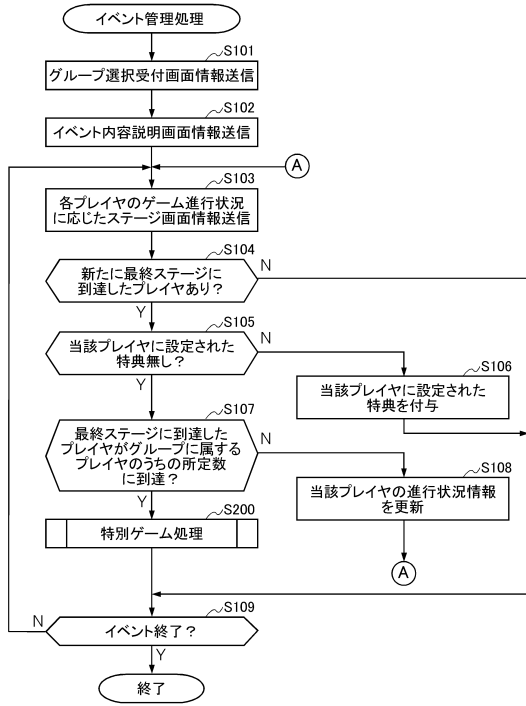 イベント管理処理
S101
グループ選択受付画面情報送信
S102
イベント内容説明画面情報送信
A
S103
各プレイヤのゲーム進行状況
に応じたステージ画面情報送信
S104
新たに最終ステージに
到達したプレイヤあり？
N
Y
S105
当該プレイヤに設定された
特典無し？
N
Y
S106
当該プレイヤに設定された
特典を付与
S107
最終ステージに到達した
プレイヤがグループに属する
プレイヤのうちの所定数
に到達？
N
Y
S108
当該プレイヤの進行状況情報
を更新
A
S200
特別ゲーム処理
S109
イベント終了？
N
Y
終了